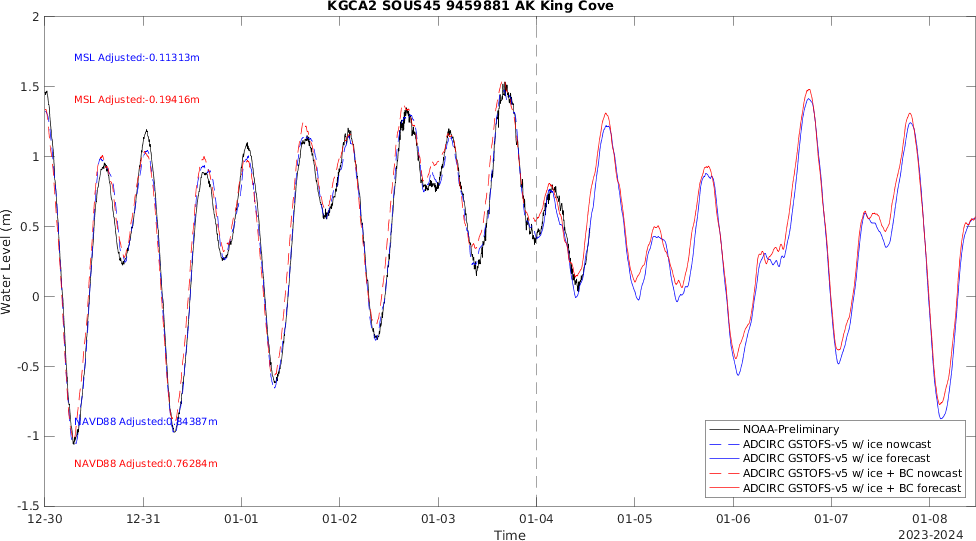 KGCA2 SOUS45 9459881 AK King Cove
2
1.5
1
0.5
0
-0.5
-1
-1.5
Water Level (m)
MSL Adjusted:-0.11313m
MSL Adjusted:-0.19416m
NAVD88 Adjusted:0.84387m
NAVD88 Adjusted:0.76284m
NOAA-Preliminary
ADCIRC GSTOFS-v5 w/ ice nowcast
ADCIRC GSTOFS-v5 w/ ice forecast
ADCIRC GSTOFS-v5 w/ ice + BC nowcast
ADCIRC GSTOFS-v5 w/ ice + BC forecast
12-30 12-31 01-01 01-02 01-03 01-04 01-05 01-06 01-07 01-08
Time
2023-2024